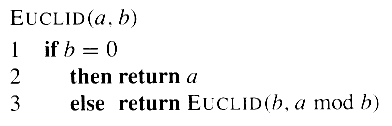 EUCLID(a, b)
1 if b = 0
2 then return a
3 else return EUCLID(b, a mod b)